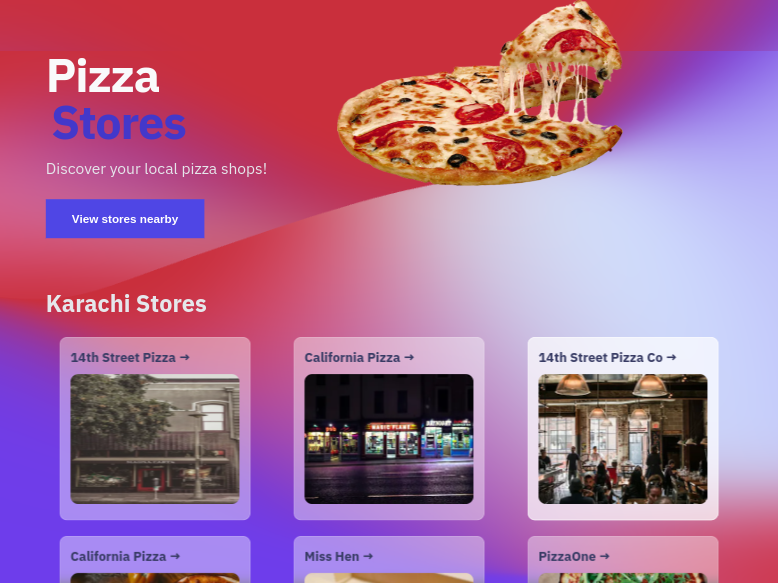 Pizza
Stores
Discover your local pizza shops!
View stores nearby
Karachi Stores
14th Street Pizza →
California Pizza →
14th Street Pizza Co →
California Pizza →
Miss Hen →
PizzaOne →